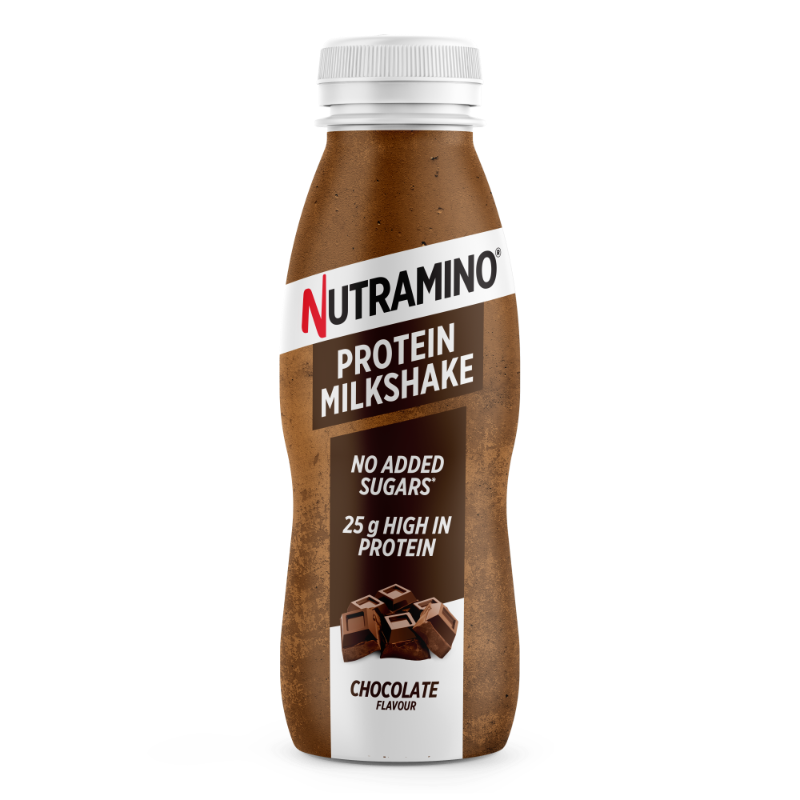 NUTRAMINO®
PROTEIN
MILKSHAKE
NO ADDED
SUGARS*
25 g HIGH IN
PROTEIN
CHOCOLATE
FLAVOUR